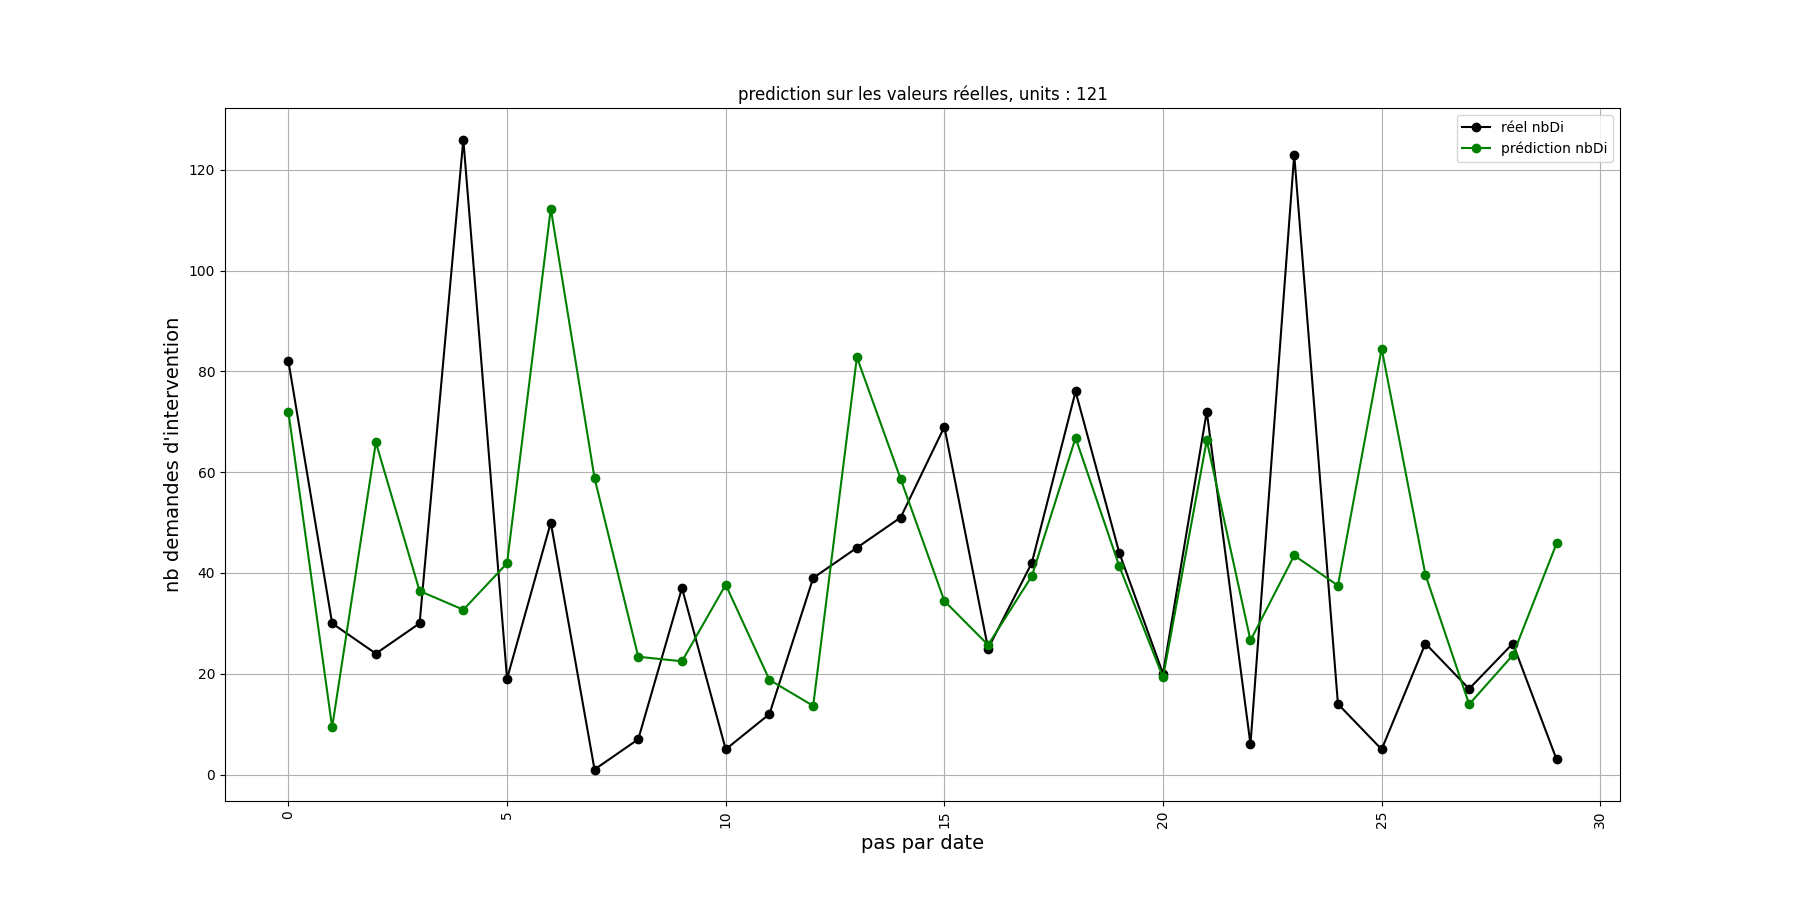 prediction sur les valeurs réelles, units : 121
réel nbDi
prédiction nbDi
120
100
80
60
40
20
0
nb demandes d'intervention
0
5
10
15
20
25
30
pas par date